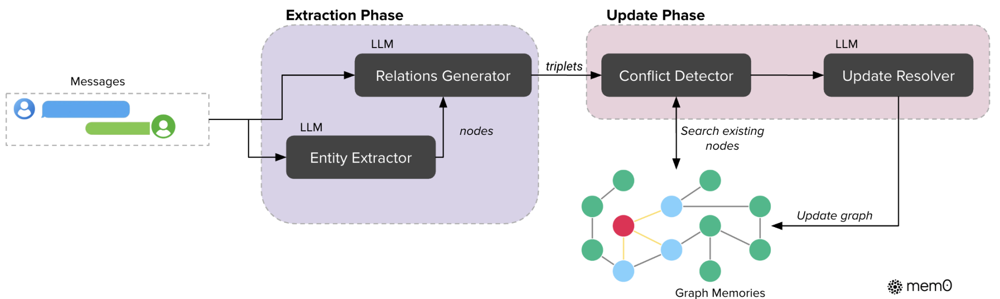 Extraction Phase
Update Phase
Messages
LLM
Relations Generator
LLM
Entity Extractor
nodes
triplets
Conflict Detector
LLM
Update Resolver
Search existing
nodes
Update graph
Graph Memories
mem0